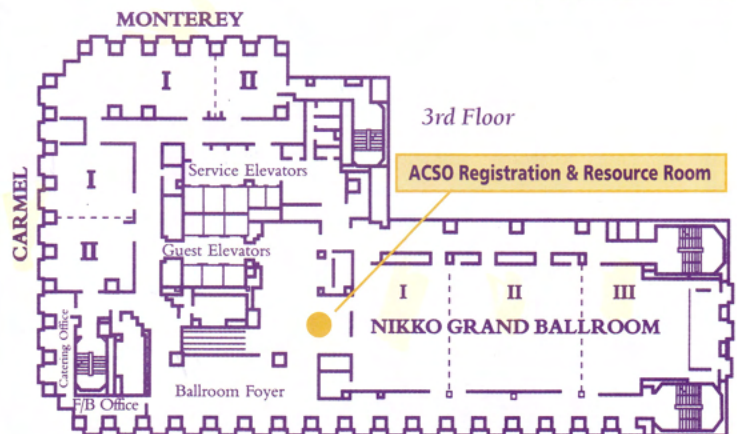 MONTEREY
I
II
3rd Floor
Service Elevators
ACSO Registration & Resource Room
CARMEL
I
II
Guest Elevators
I
II
III
NIKKO GRAND BALLROOM
Catering Office
Ballroom Foyer
F/B Office